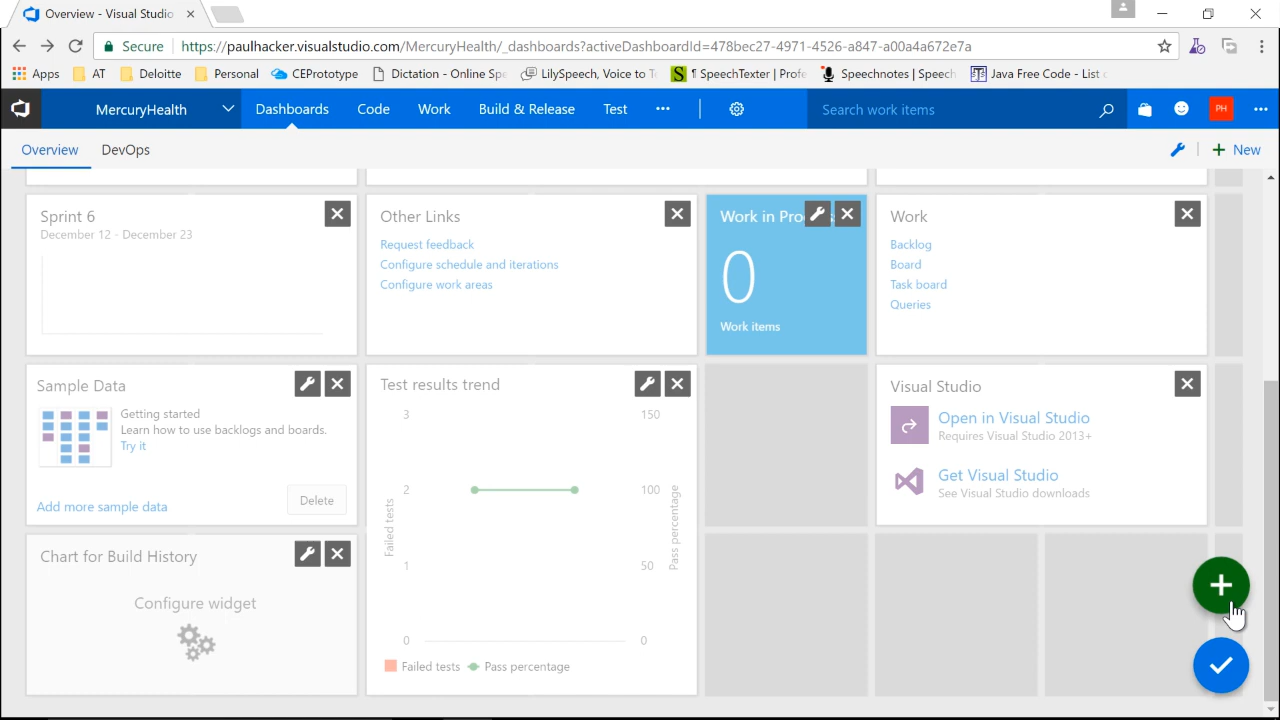 Overview - Visual Studio
Secure
https://paulhacker.visualstudio.com/MercuryHealth/_dashboards?activeDashboardId=478bec27-4971-4526-a847-a00a4a672e7a
Apps
AT
Deloitte
Personal
CEPrototype
Dictation - Online Spe
LilySpeech, Voice to T
S
¶ SpeechTexter | Profe
Speechnotes | Speech
Java Free Code - List
MercuryHealth
Dashboards
Code
Work
Build & Release
Test
Search work items
PH
Overview
DevOps
New
Sprint 6
December 12 - December 23
Other Links
Request feedback
Configure schedule and iterations
Configure work areas
Work in Pro
0
Work items
Work
Backlog
Board
Task board
Queries
Sample Data
Getting started
Learn how to use backlogs and boards.
Try it
Add more sample data
Delete
Test results trend
3
150
2
100
1
50
0
0
Failed tests
Pass percentage
Failed tests
Pass percentage
Visual Studio
Open in Visual Studio
Requires Visual Studio 2013+
Get Visual Studio
See Visual Studio downloads
Chart for Build History
Configure widget